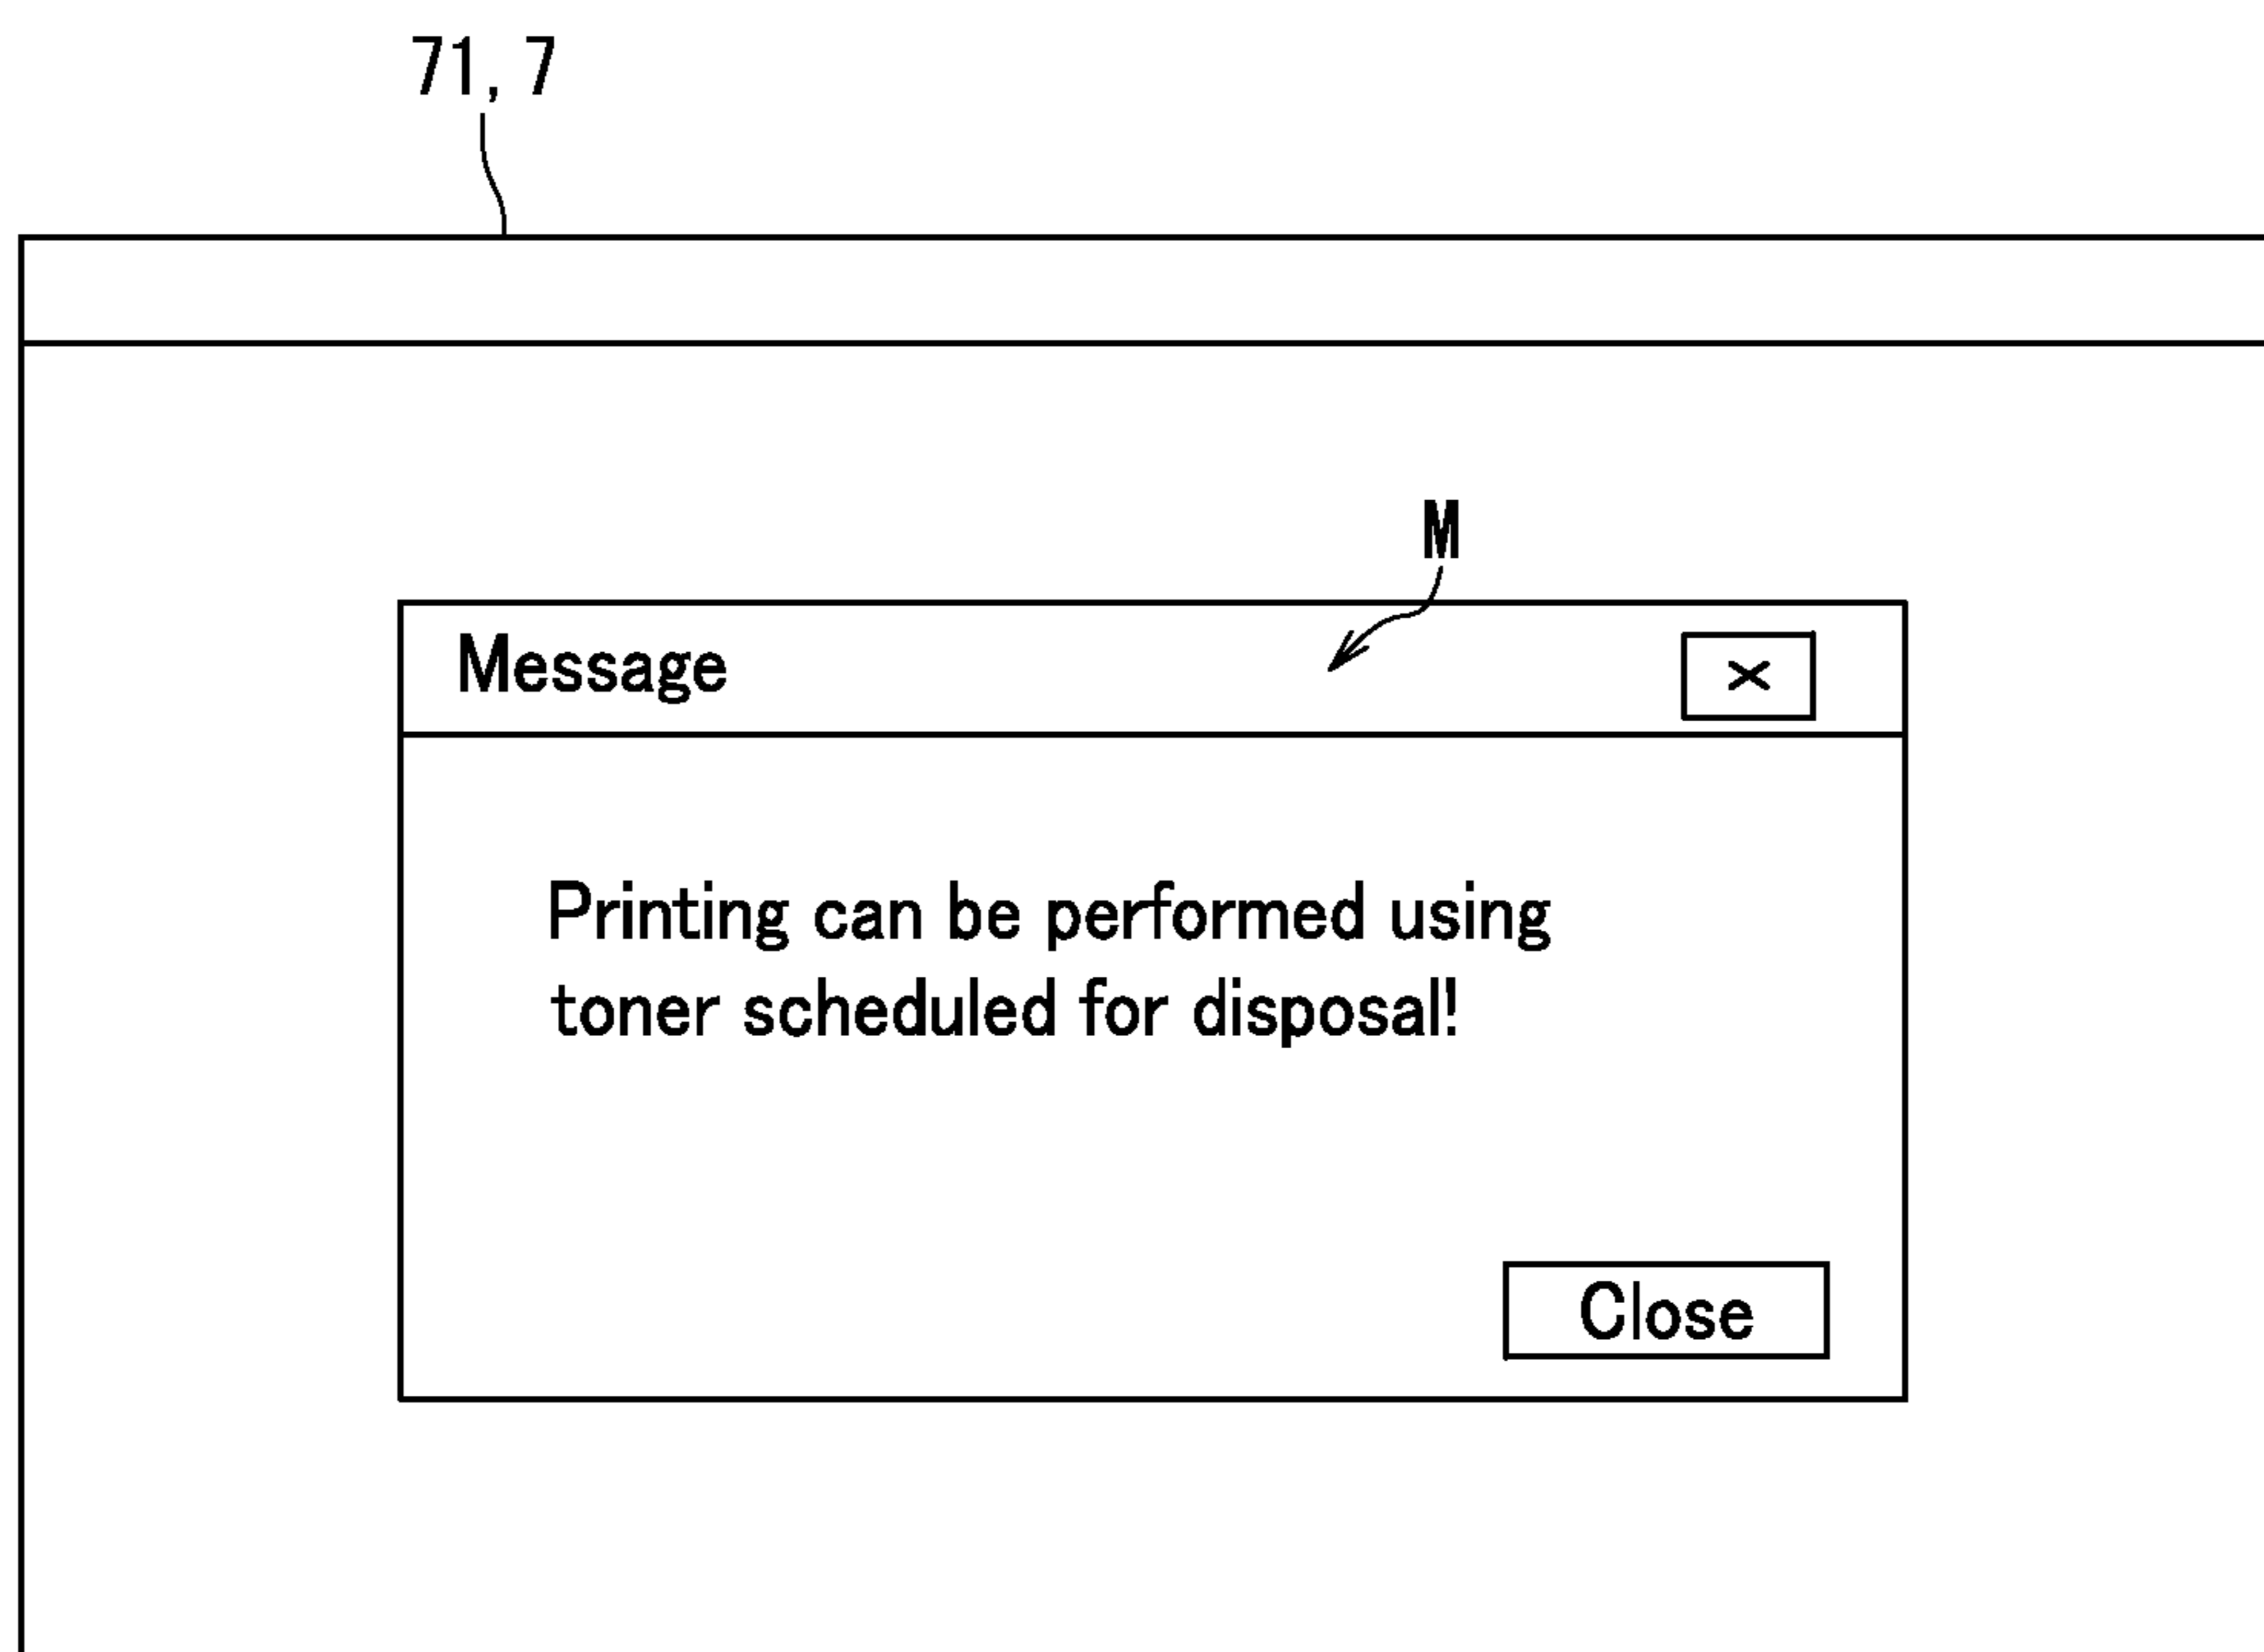 71, 7
M
Message ×
Printing can be performed using
toner scheduled for disposal!
Close